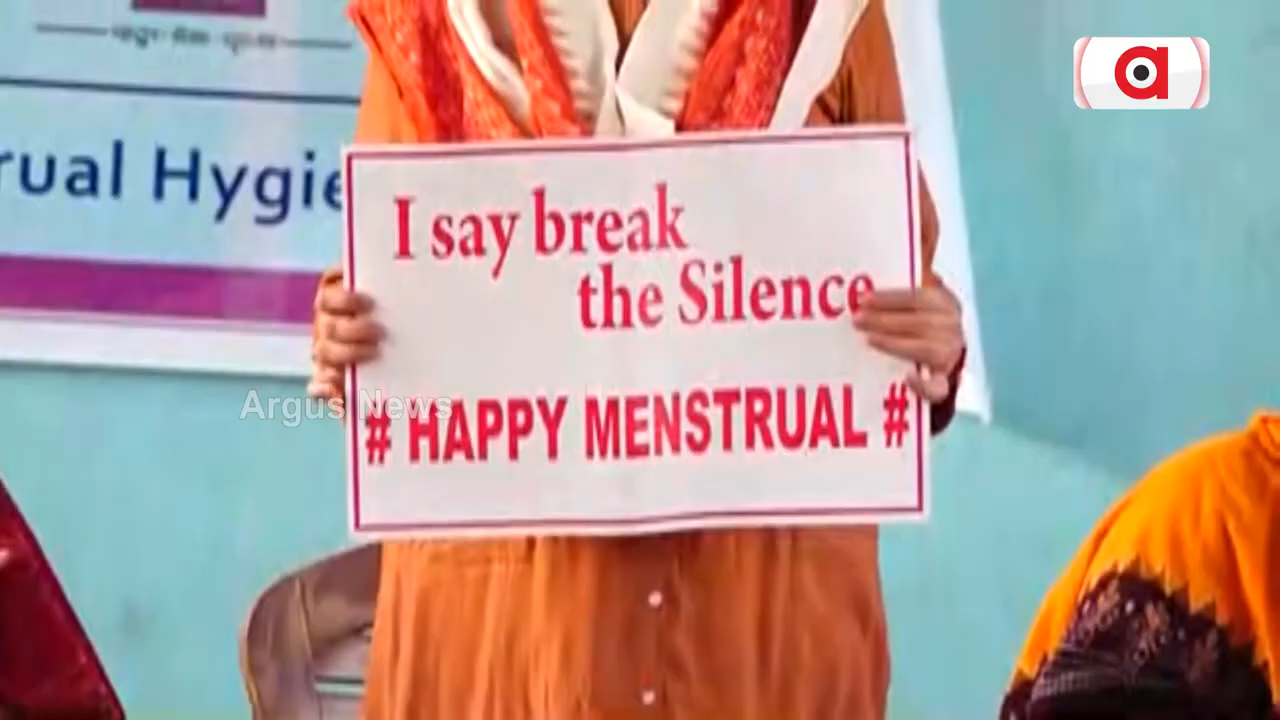 rual Hygie
I say break
the Silence
# HAPPY MENSTRUAL #
Argus News
a